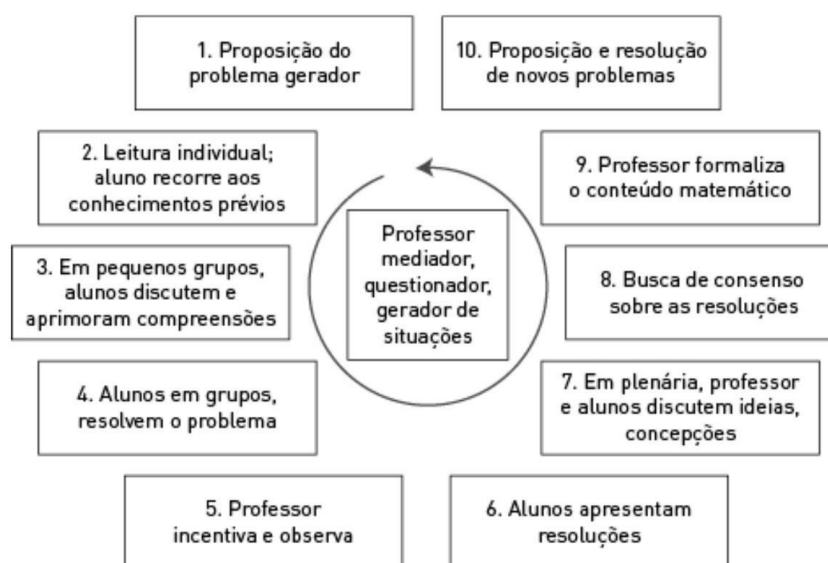 1. Proposição do
problema gerador
2. Leitura individual;
aluno recorre aos
conhecimentos prévios
3. Em pequenos grupos,
alunos discutem e
aprimoram compreensões
4. Alunos em grupos,
resolvem o problema
5. Professor
incentiva e observa
6. Alunos apresentam
resoluções
7. Em plenária, professor
e alunos discutem ideias,
concepções
8. Busca de consenso
sobre as resoluções
9. Professor formaliza
o conteúdo matemático
10. Proposição e resolução
de novos problemas
Professor
mediador,
questionador,
gerador de
situações